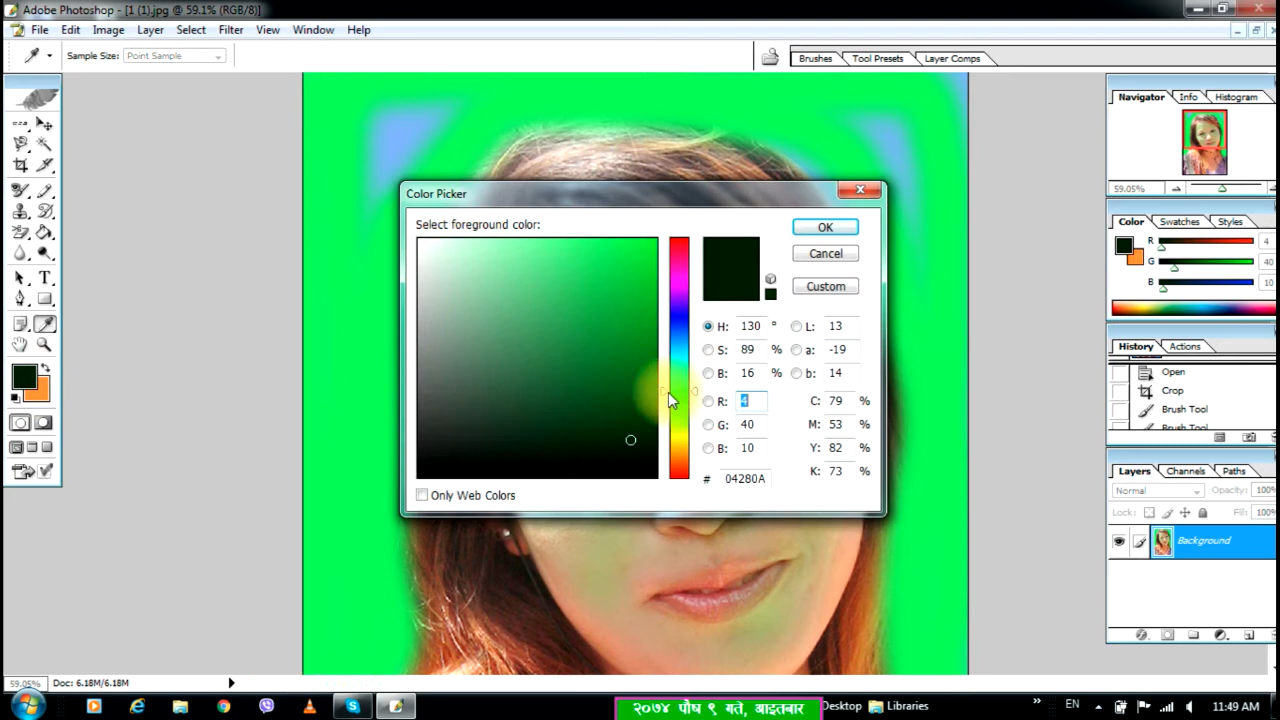 Adobe Photoshop - [1 (1).jpg @ 59.1% (RGB/8)]
File Edit Image Layer Select Filter View Window Help
Sample Size: Point Sample
Brushes Tool Presets Layer Comps
Navigator Info Histogram
59.05%
Color Swatches Styles
R 4
G 40
B 10
History Actions
Open
Crop
Brush Tool
Brush Tool
Layers Channels Paths
Normal Opacity: 100%
Lock: Fill: 100%
Background
Color Picker
Select foreground color:
OK
Cancel
Custom
H: 130 °
S: 89 %
B: 16 %
R: 4
G: 40
B: 10
# 04280A
L: 13
a: -19
b: 14
C: 79 %
M: 53 %
Y: 82 %
K: 73 %
Only Web Colors
59.05% Doc: 6.18M/6.18M
२०७४ पौष ९ गते, आइतबार
Desktop Libraries » EN 11:49 AM